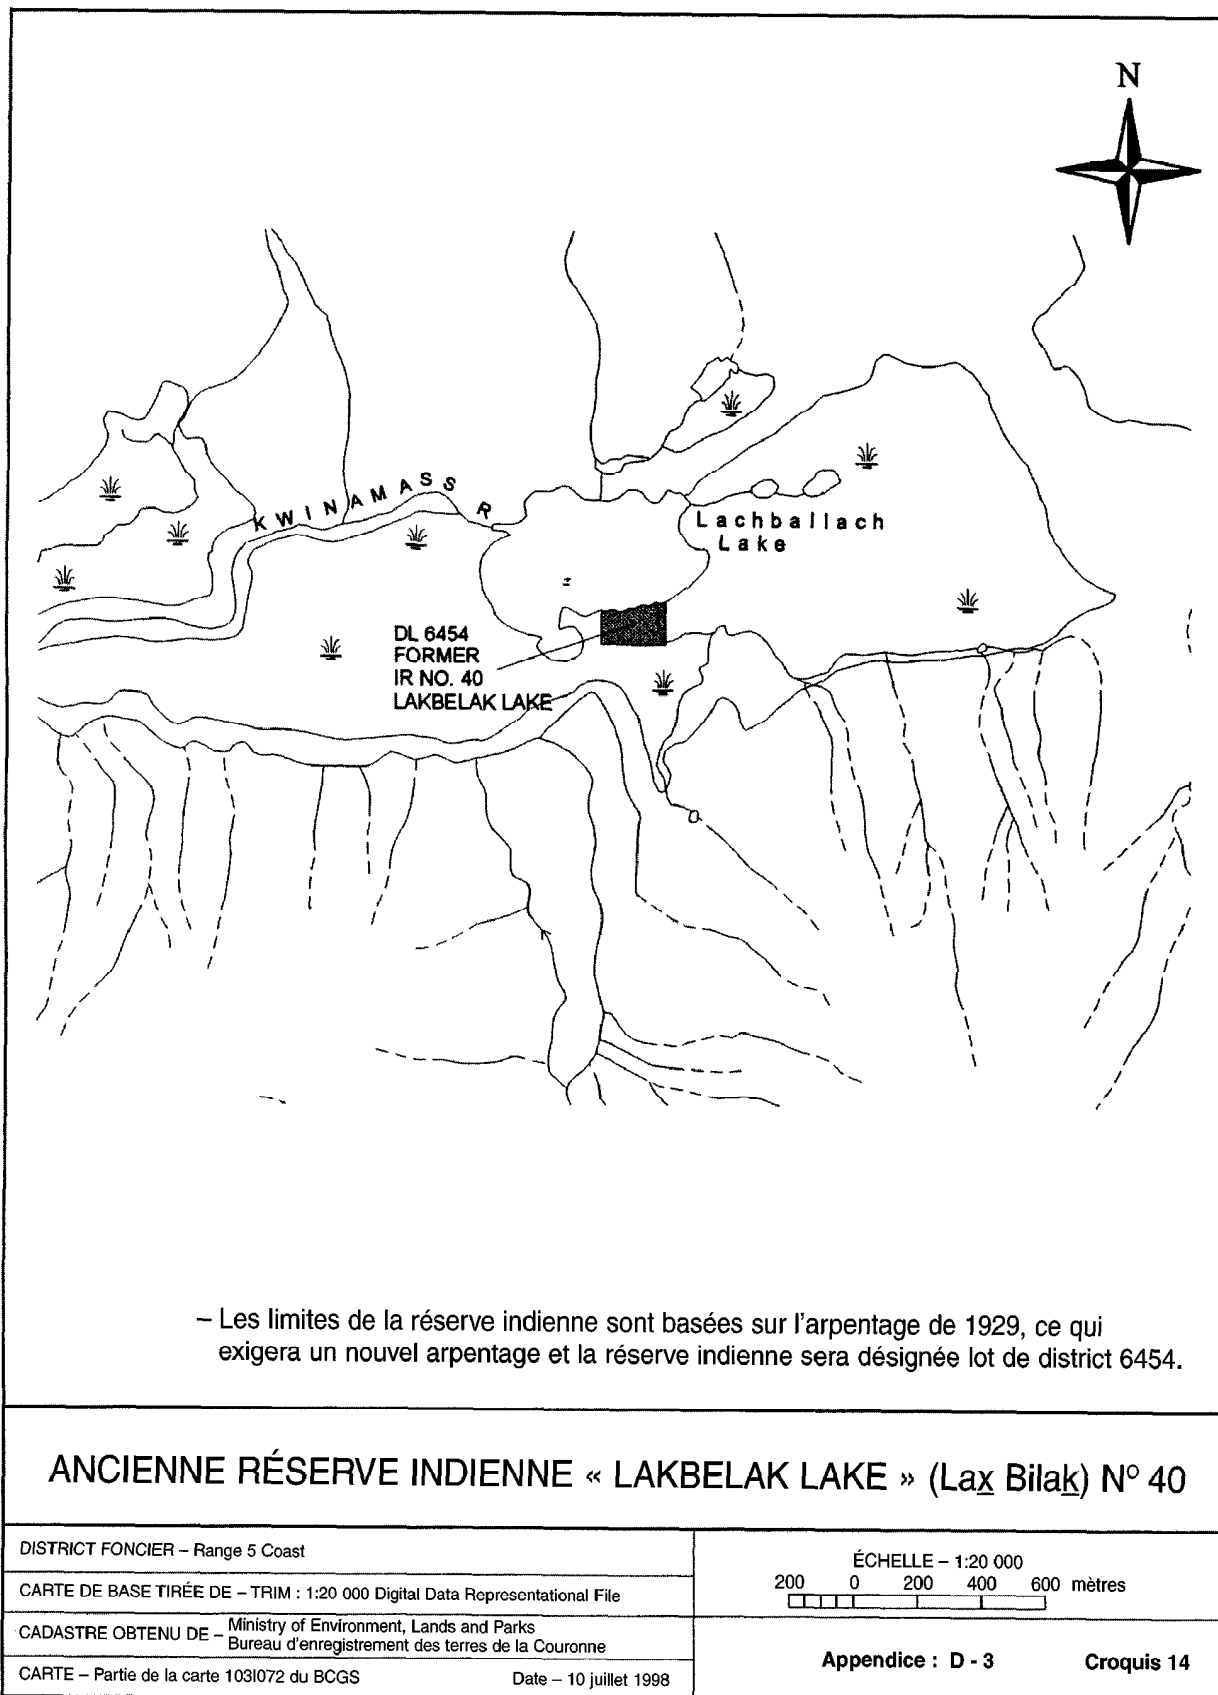 N
KWINAMASS R
Lachballach
Lake
DL 6454
FORMER
IR NO. 40
LAKBELAK LAKE
– Les limites de la réserve indienne sont basées sur l'arpentage de 1929, ce qui
exigera un nouvel arpentage et la réserve indienne sera désignée lot de district 6454.
ANCIENNE RÉSERVE INDIENNE « LAKBELAK LAKE » (Lax̱ Bilaḵ) Nº 40
DISTRICT FONCIER – Range 5 Coast
CARTE DE BASE TIRÉE DE – TRIM : 1:20 000 Digital Data Representational File
CADASTRE OBTENU DE – Ministry of Environment, Lands and Parks
Bureau d'enregistrement des terres de la Couronne
CARTE – Partie de la carte 103I072 du BCGS Date – 10 juillet 1998
ÉCHELLE – 1:20 000
200 0 200 400 600 mètres
Appendice : D - 3 Croquis 14